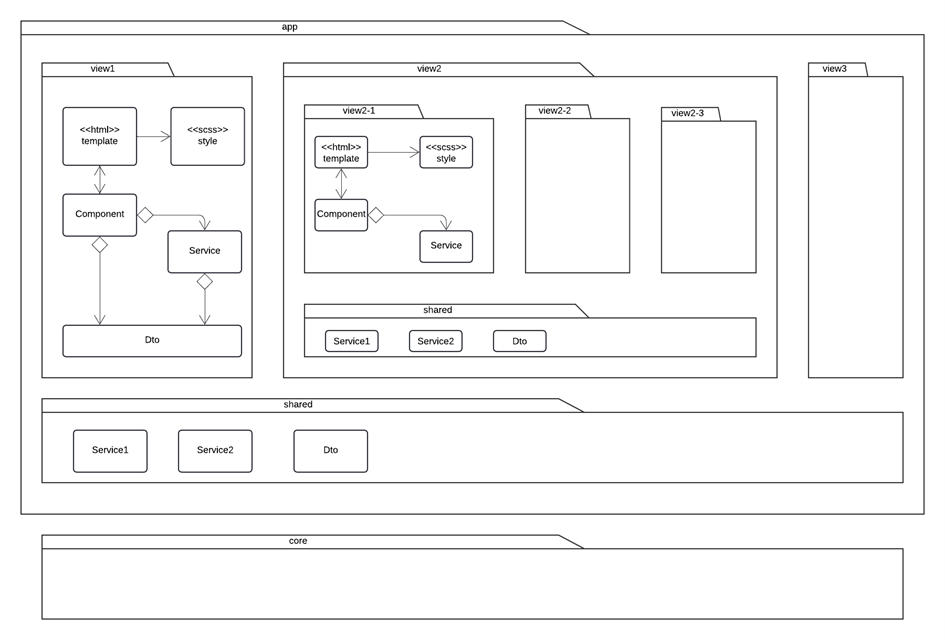 app
view1
view2
view3
<<html>>
template
<<scss>>
style
Component
Service
Dto
view2-1
view2-2
view2-3
<<html>>
template
<<scss>>
style
Component
Service
shared
Service1
Service2
Dto
shared
Service1
Service2
Dto
core